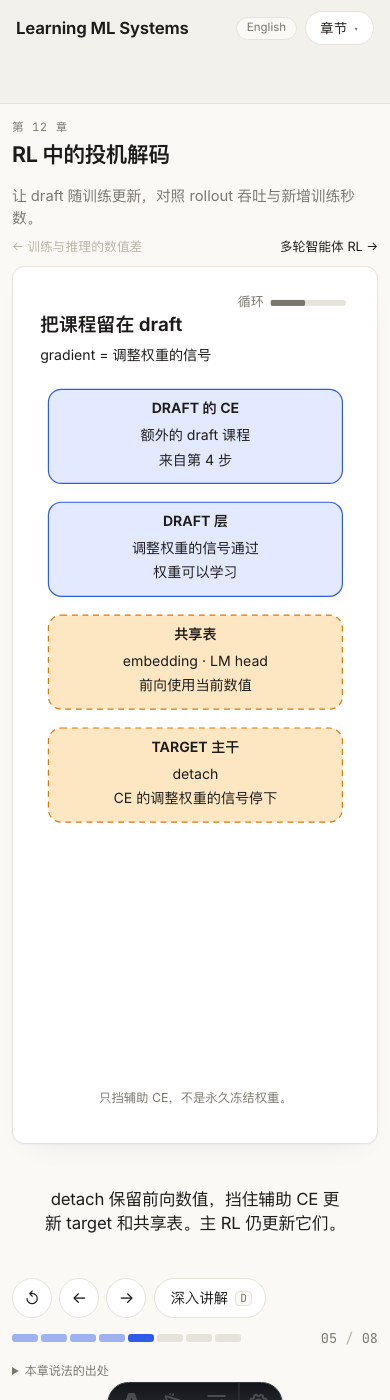 Learning ML Systems
English
章节
第 12 章
RL 中的投机解码
让 draft 随训练更新，对照 rollout 吞吐与新增训练秒
数。
← 训练与推理的数值差
多轮智能体 RL →
循环
把课程留在 draft
gradient = 调整权重的信号
DRAFT 的 CE
额外的 draft 课程
来自第 4 步
DRAFT 层
调整权重的信号通过
权重可以学习
共享表
embedding · LM head
前向使用当前数值
TARGET 主干
detach
CE 的调整权重的信号停下
只挡辅助 CE，不是永久冻结权重。
detach 保留前向数值，挡住辅助 CE 更
新 target 和共享表。主 RL 仍更新它们。
深入讲解 D
05 / 08
本章说法的出处